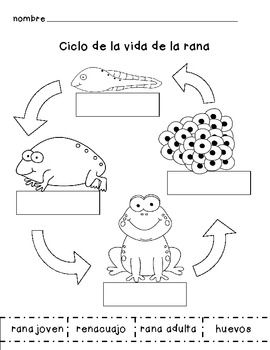 nombre
Ciclo de la vida de la rana
rana joven renacuajo rana adulta huevos